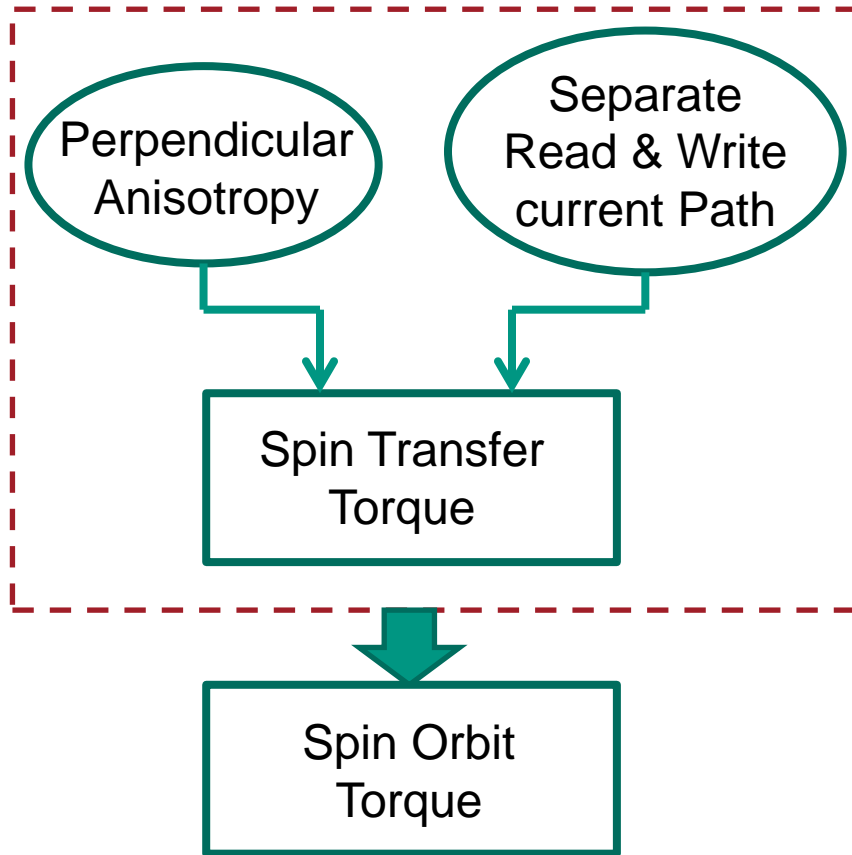 Perpendicular
Anisotropy
Separate
Read & Write
current Path
Spin Transfer
Torque
Spin Orbit
Torque